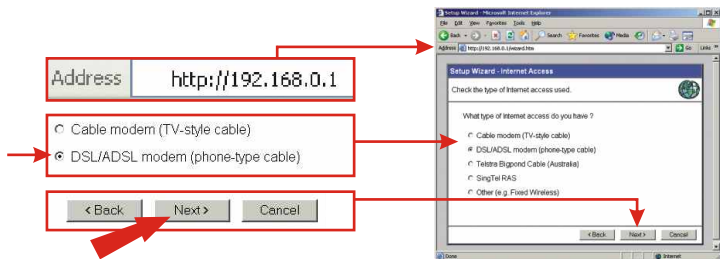 Address http://192.168.0.1
Cable modem (TV-style cable)
DSL/ADSL modem (phone-type cable)
< Back Next > Cancel
Setup Wizard - Microsoft Internet Explorer
File Edit View Favorites Tools Help
Back Search Favorites Media
Address http://192.168.0.1/wizard.htm Go Links »
Setup Wizard - Internet Access
Check the type of Internet access used.
What type of Internet access do you have ?
Cable modem (TV-style cable)
DSL/ADSL modem (phone-type cable)
Telstra Bigpond Cable (Australia)
SingTel RAS
Other (e.g. Fixed Wireless)
< Back Next > Cancel
Done Internet